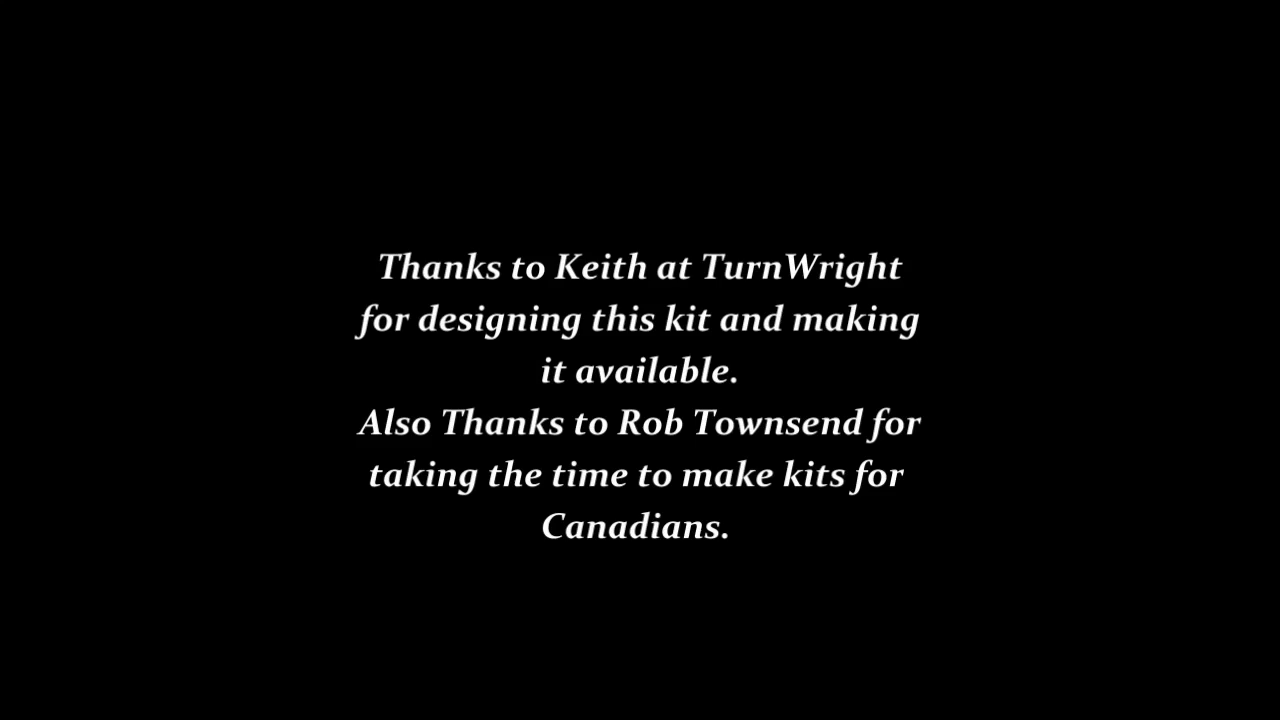 Thanks to Keith at TurnWright
for designing this kit and making
it available.
Also Thanks to Rob Townsend for
taking the time to make kits for
Canadians.